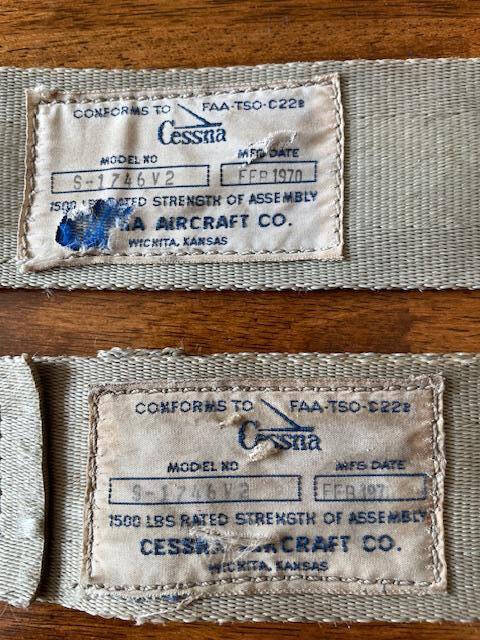 CONFORMS TO FAA-TSO-C22B
Cessna
MODEL NO MFG DATE
S-1746V2 FEB 1970
1500 LBS RATED STRENGTH OF ASSEMBLY
AIRCRAFT CO.
WICHITA, KANSAS
CONFORMS TO FAA-TSO-C22B
Cessna
MODEL NO MFG DATE
S-1746V2 FEB 197
1500 LBS RATED STRENGTH OF ASSEMBLY
CESSNA AIRCRAFT CO.
WICHITA, KANSAS